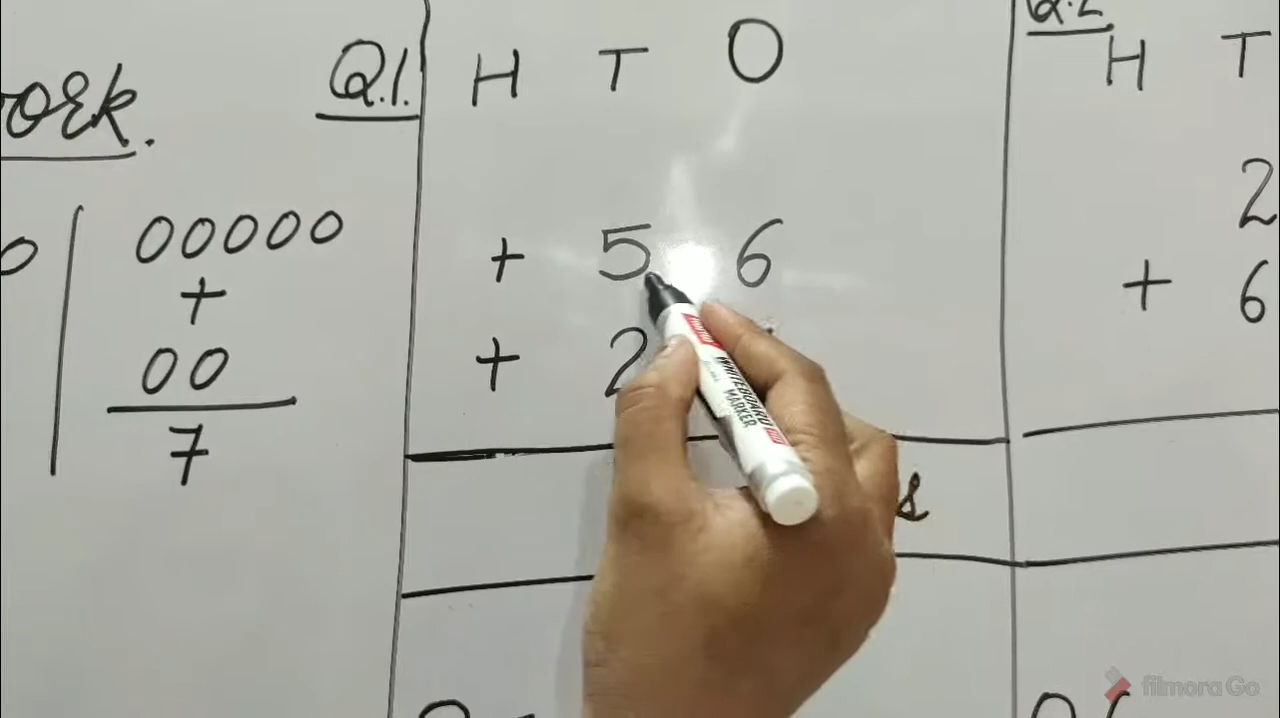 ork.
0 00000
+
00
7
Q.1.
H T O
+ 5 6
+ 2
s
Q.2
H T
2
+ 6
WHITEBOARD
MARKER
filmora Go